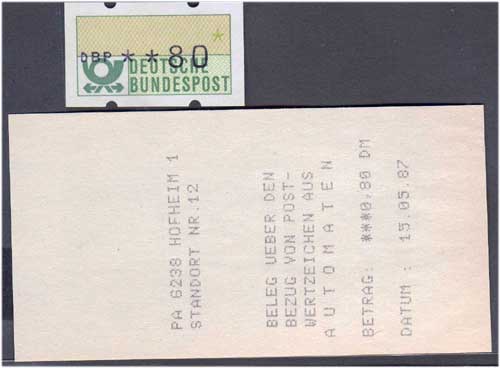 DBP * * 80
DEUTSCHE
BUNDESPOST
PA 6238 HOFHEIM 1
STANDORT NR.12
BELEG UEBER DEN
BEZUG VON POST-
WERTZEICHEN AUS
A U T O M A T E N
BETRAG: ***0,80 DM
DATUM : 15.05.87